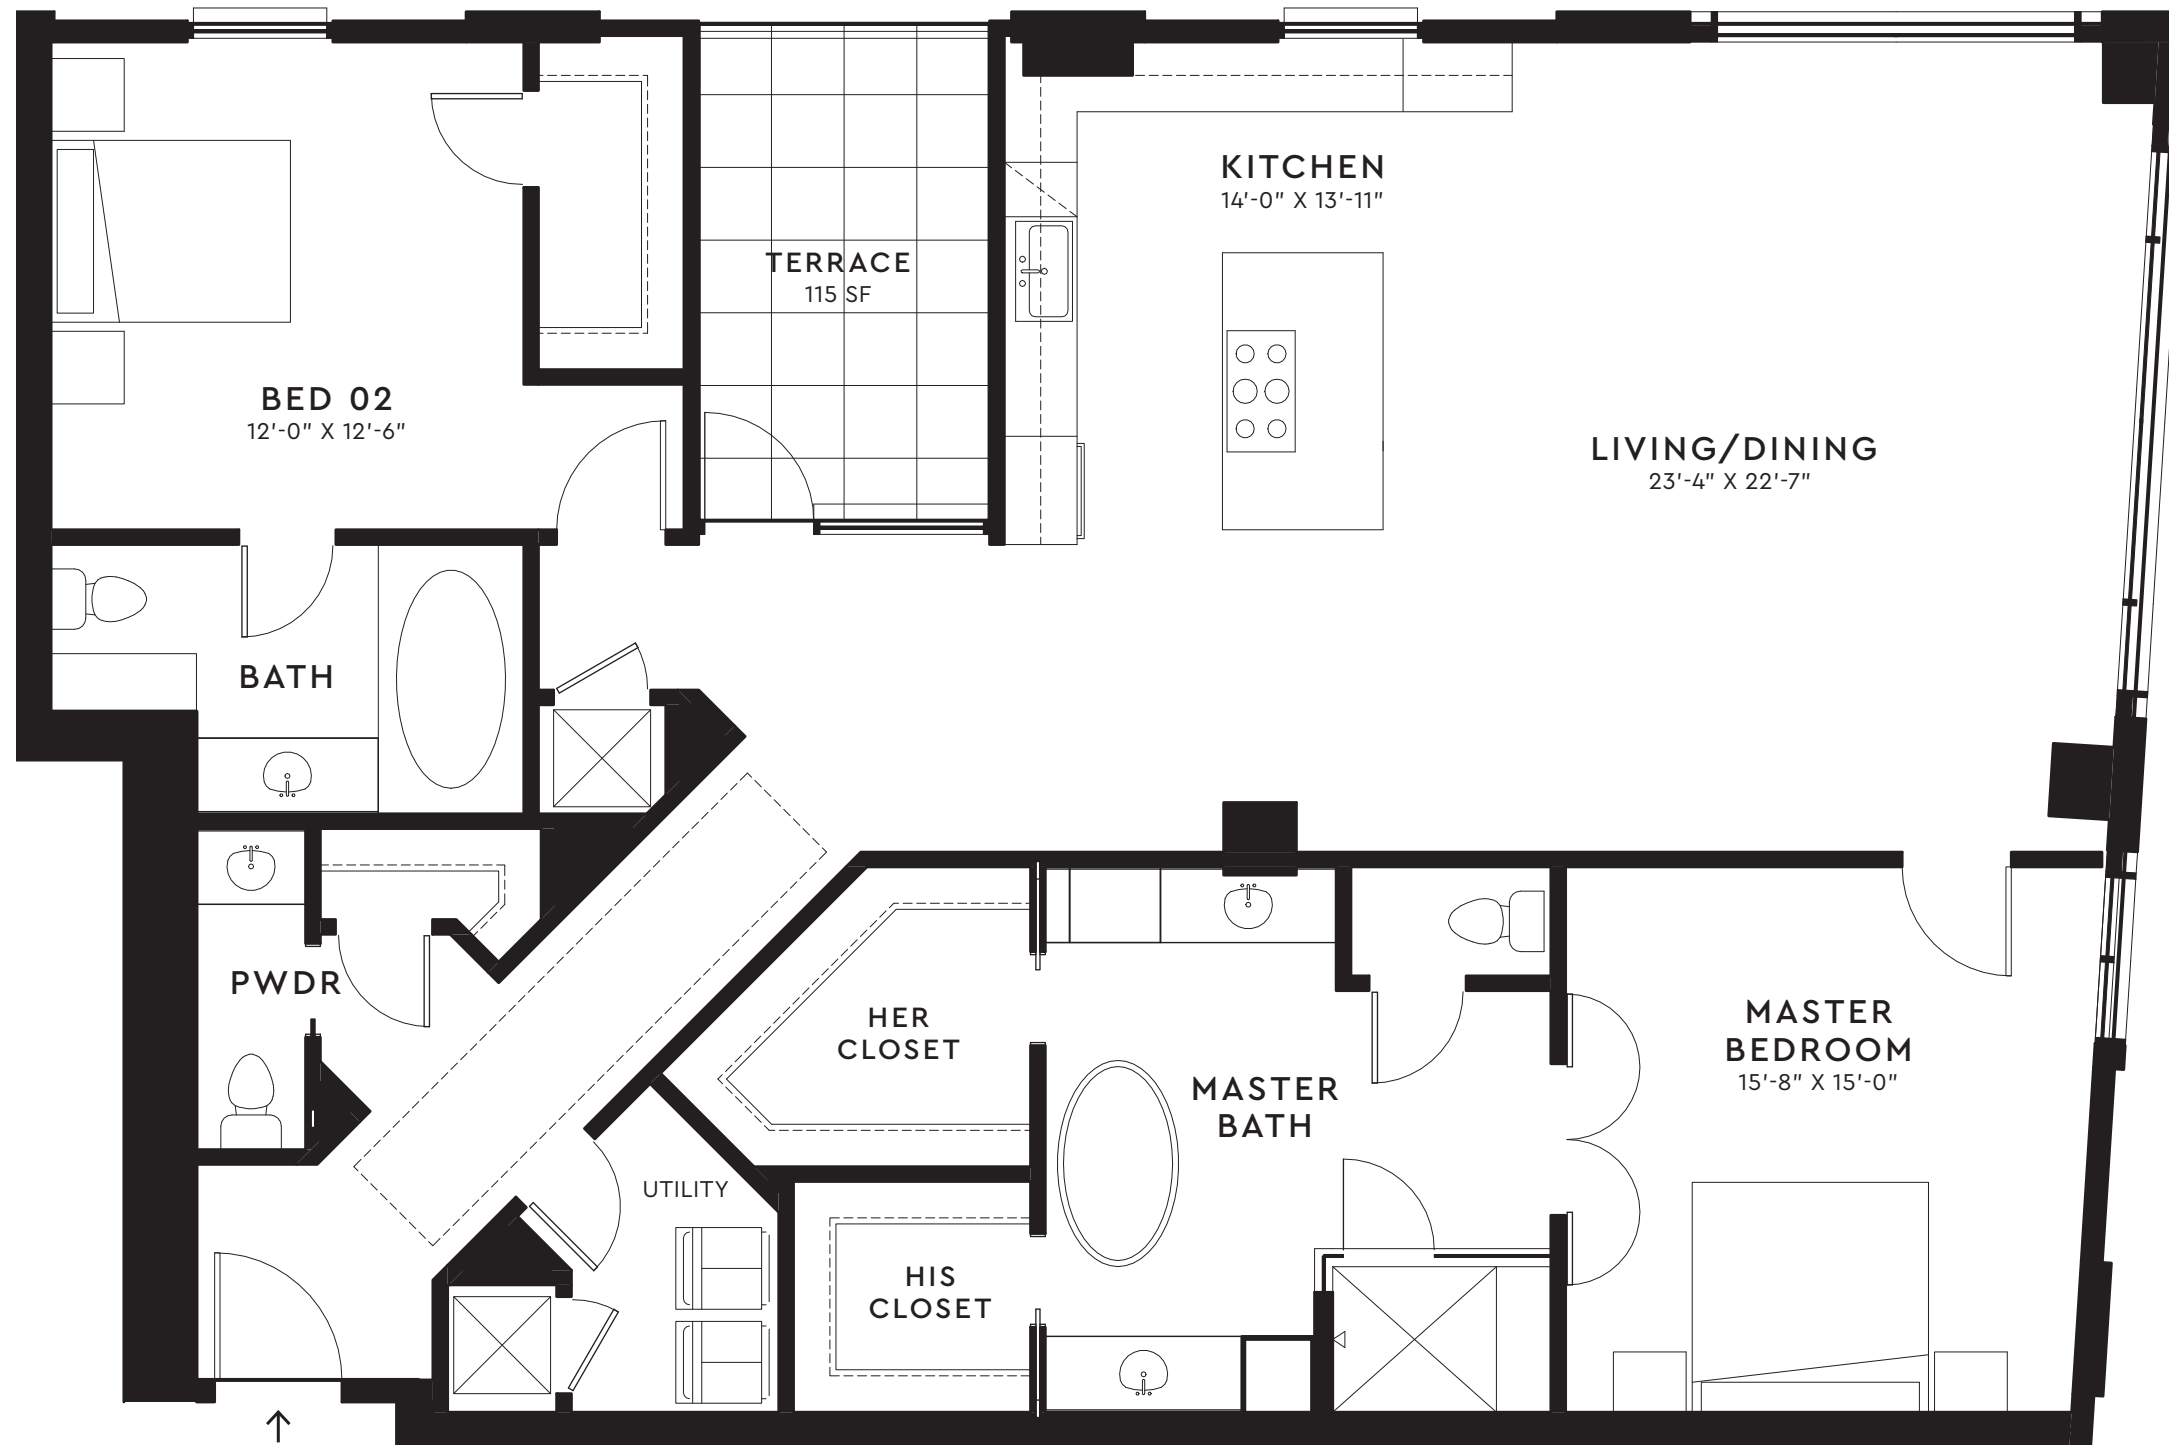 KITCHEN
14'-0" X 13'-11"
TERRACE
115 SF
BED 02
12'-0" X 12'-6"
LIVING/DINING
23'-4" X 22'-7"
BATH
PWDR
HER
CLOSET
MASTER
BEDROOM
15'-8" X 15'-0"
MASTER
BATH
UTILITY
HIS
CLOSET